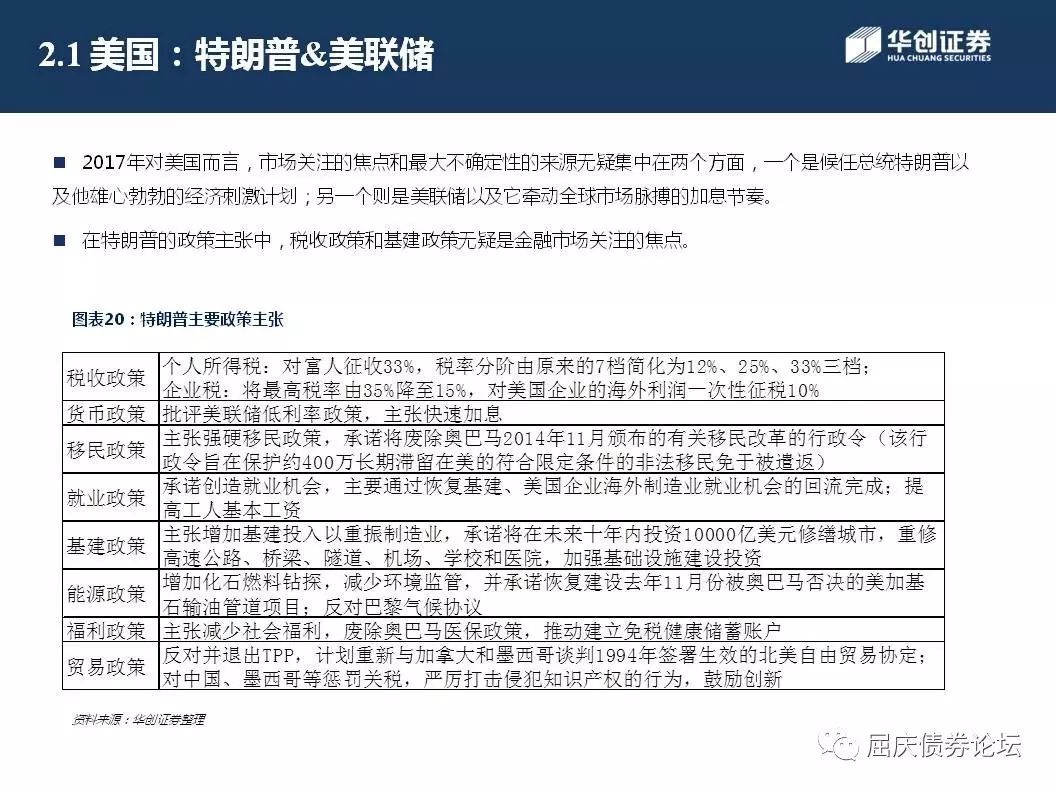 2.1 美国：特朗普&美联储
华创证券
HUA CHUANG SECURITIES
■ 2017年对美国而言，市场关注的焦点和最大不确定性的来源无疑集中在两个方面，一个是候任总统特朗普以
及他雄心勃勃的经济刺激计划；另一个则是美联储以及它牵动全球市场脉搏的加息节奏。
■ 在特朗普的政策主张中，税收政策和基建政策无疑是金融市场关注的焦点。
图表20：特朗普主要政策主张
税收政策
个人所得税：对富人征收33%，税率分阶由原来的7档简化为12%、25%、33%三档；
企业税：将最高税率由35%降至15%，对美国企业的海外利润一次性征税10%
货币政策
批评美联储低利率政策，主张快速加息
移民政策
主张强硬移民政策，承诺将废除奥巴马2014年11月颁布的有关移民改革的行政令（该行
政令旨在保护约400万长期滞留在美的符合限定条件的非法移民免于被遣返）
就业政策
承诺创造就业机会，主要通过恢复基建、美国企业海外制造业就业机会的回流完成；提
高工人基本工资
基建政策
主张增加基建投入以重振制造业，承诺将在未来十年内投资10000亿美元修缮城市，重修
高速公路、桥梁、隧道、机场、学校和医院，加强基础设施建设投资
能源政策
增加化石燃料钻探，减少环境监管，并承诺恢复建设去年11月份被奥巴马否决的美加基
石输油管道项目；反对巴黎气候协议
福利政策
主张减少社会福利，废除奥巴马医保政策，推动建立免税健康储蓄账户
贸易政策
反对并退出TPP，计划重新与加拿大和墨西哥谈判1994年签署生效的北美自由贸易协定；
对中国、墨西哥等惩罚关税，严厉打击侵犯知识产权的行为，鼓励创新
资料来源：华创证券整理
屈庆债券论坛